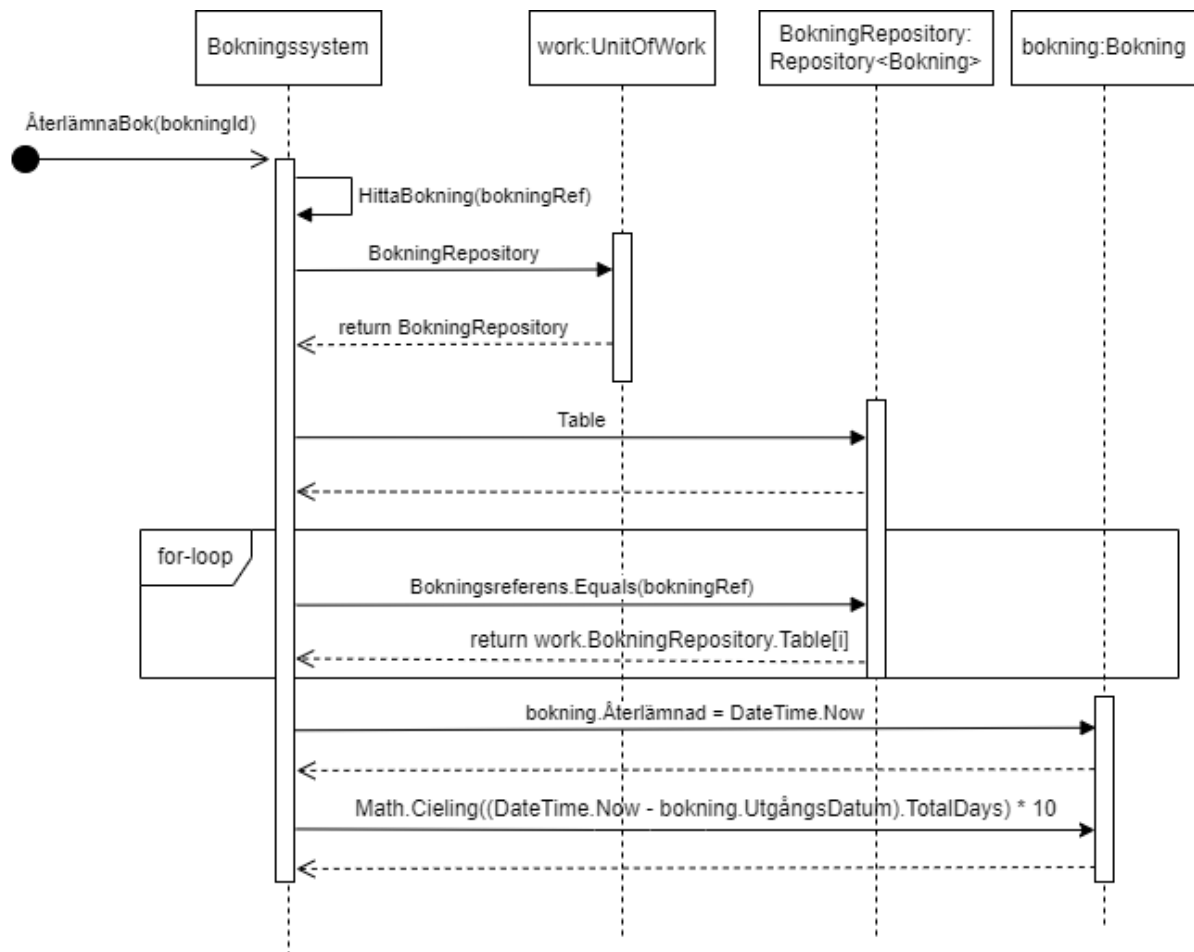 Bokningssystem
work:UnitOfWork
BokningRepository:
Repository<Bokning>
bokning:Bokning
ÅterlämnaBok(bokningId)
HittaBokning(bokningRef)
BokningRepository
return BokningRepository
Table
for-loop
Bokningsreferens.Equals(bokningRef)
return work.BokningRepository.Table[i]
bokning.Återlämnad = DateTime.Now
Math.Cieling((DateTime.Now - bokning.UtgångsDatum).TotalDays) * 10